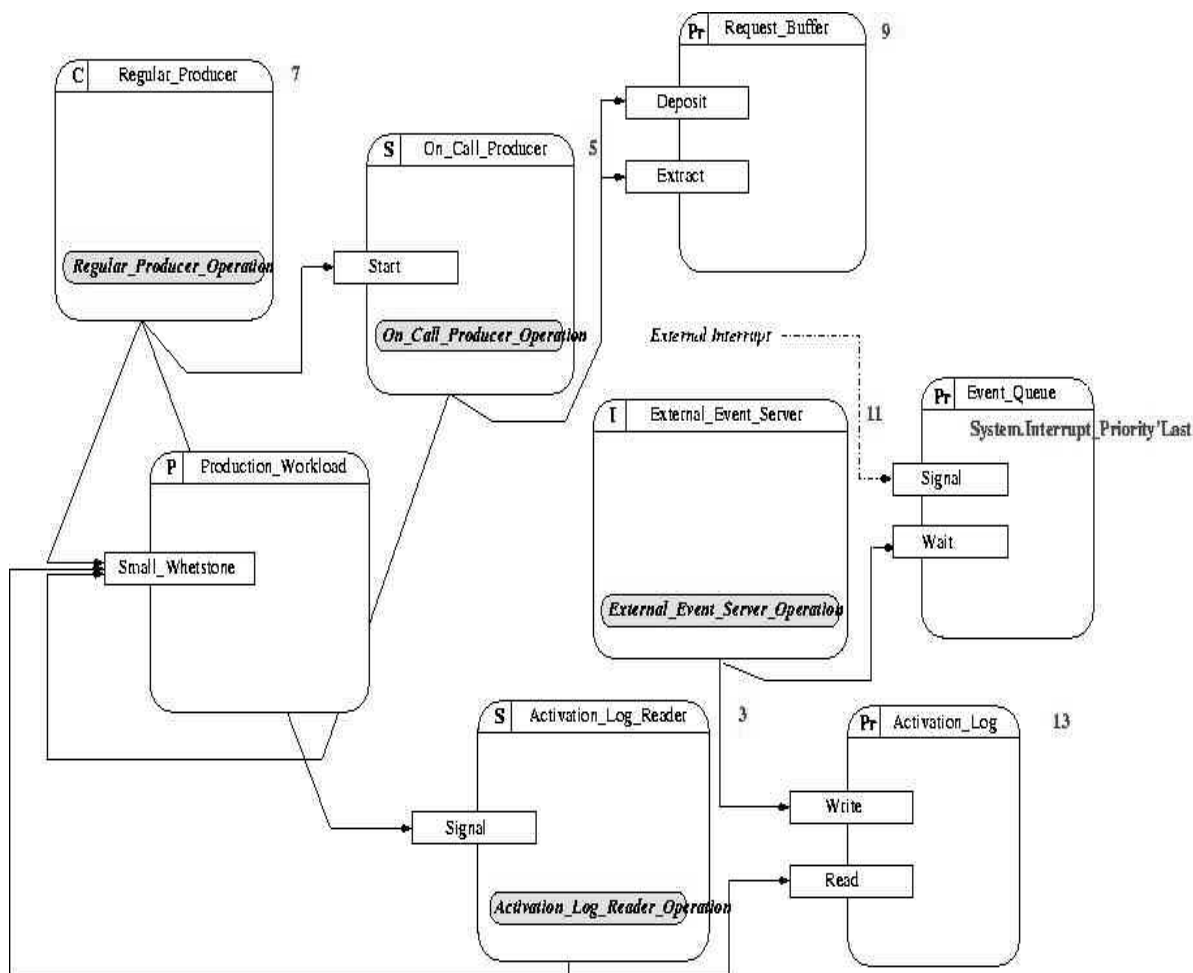 Pr Request_Buffer 9
C Regular_Producer 7
Deposit
S On_Call_Producer 5
Extract
Regular_Producer_Operation
Start
On_Call_Producer_Operation
External Interrupt
Pr Event_Queue
I External_Event_Server 11
System.Interrupt_Priority'Last
P Production_Workload
Signal
Wait
Small_Whetstone
External_Event_Server_Operation
S Activation_Log_Reader 3
Pr Activation_Log 13
Write
Signal
Read
Activation_Log_Reader_Operation